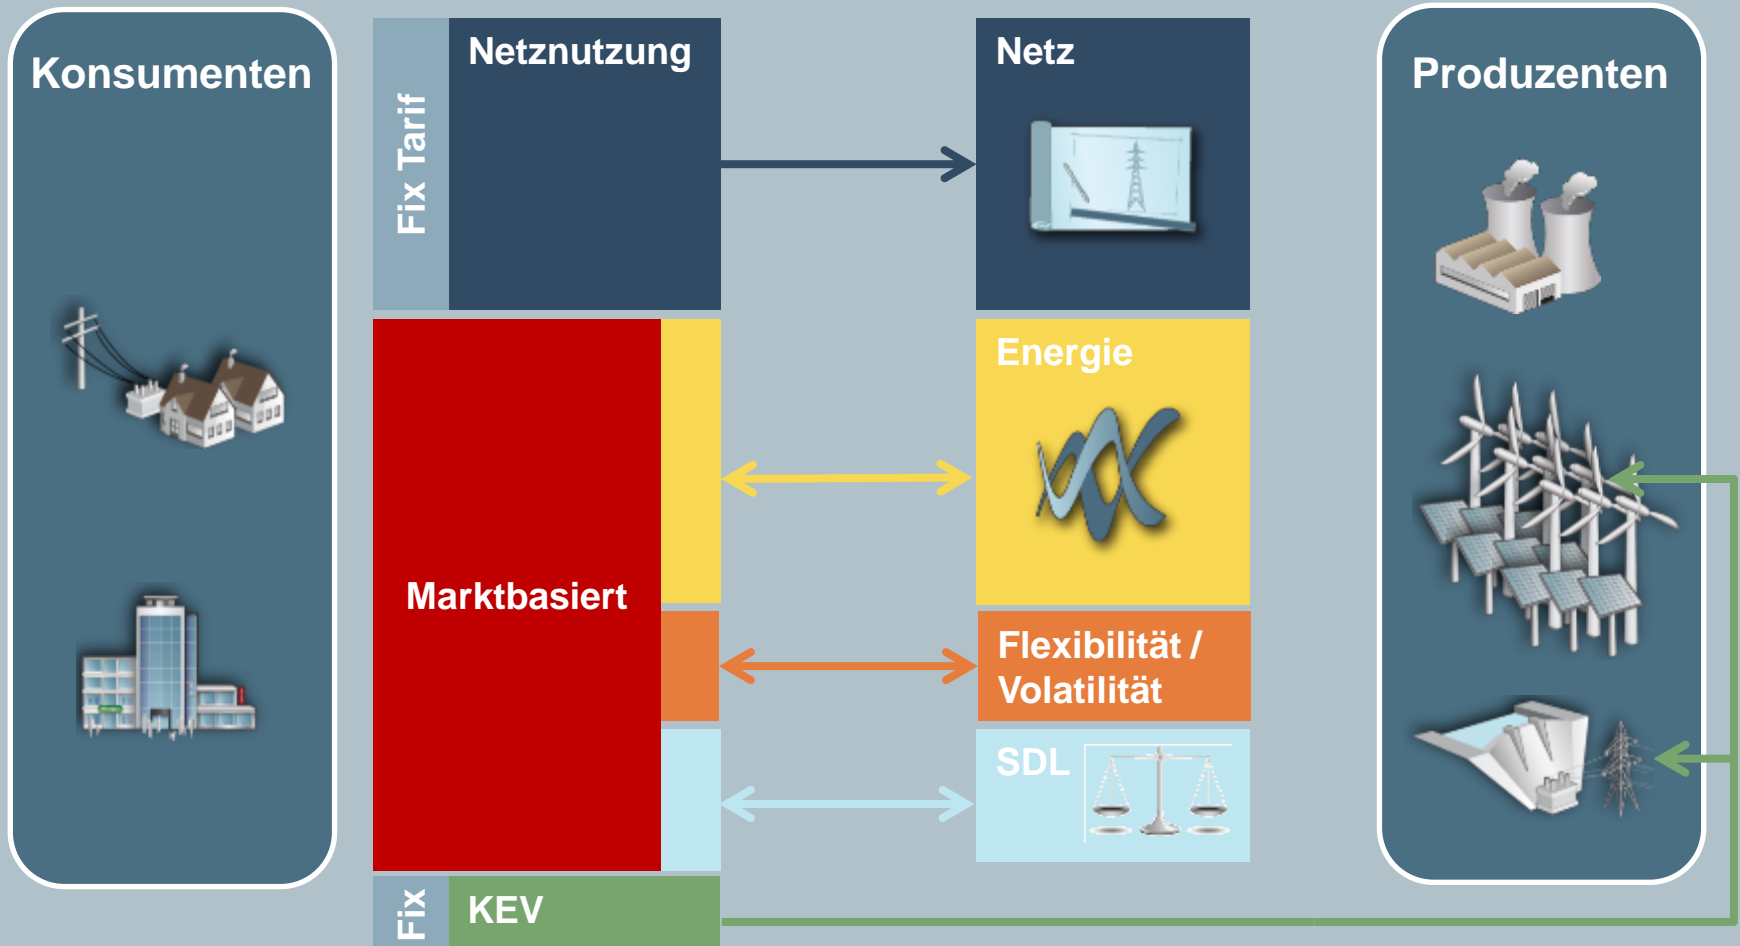 Konsumenten
Fix Tarif
Netznutzung
Netz
Produzenten
Marktbasiert
Energie
Flexibilität /
Volatilität
SDL
Fix
KEV